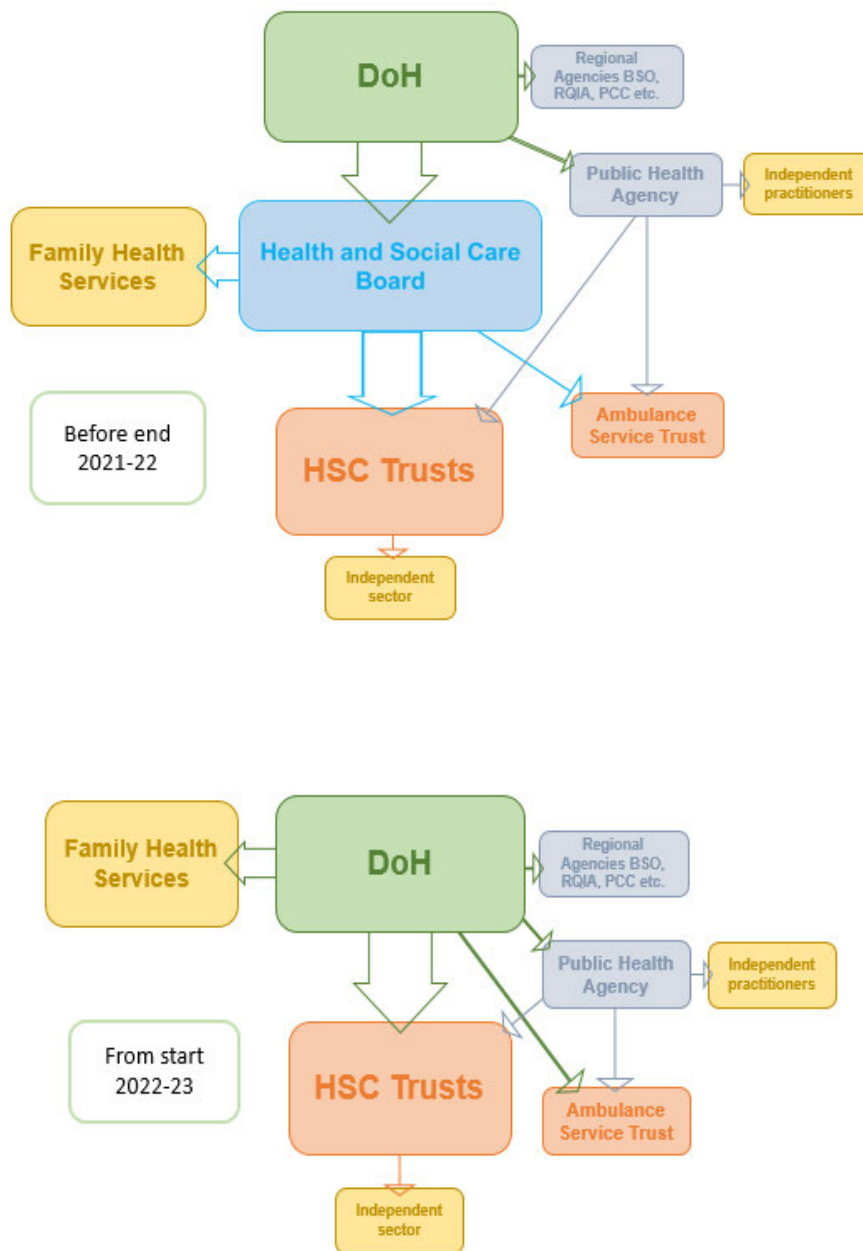 DoH
Regional
Agencies BSO,
RQIA, PCC etc.
Public Health
Agency
Independent
practitioners
Family Health
Services
Health and Social Care
Board
Before end
2021-22
HSC Trusts
Ambulance
Service Trust
Independent
sector
Family Health
Services
DoH
Regional
Agencies BSO,
RQIA, PCC etc.
Public Health
Agency
Independent
practitioners
From start
2022-23
HSC Trusts
Ambulance
Service Trust
Independent
sector